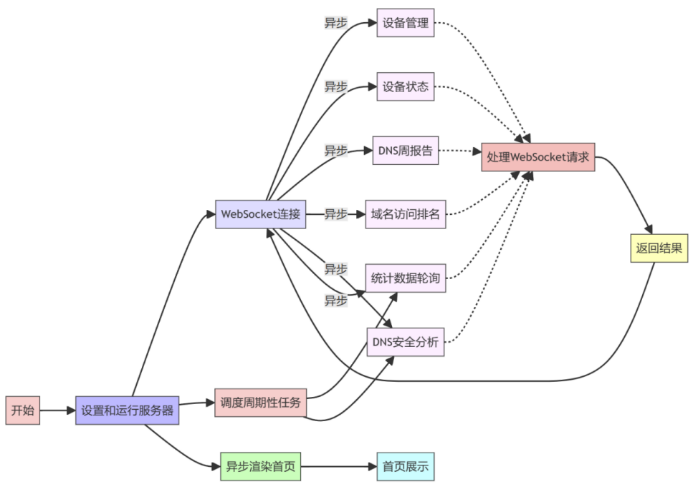 异步
设备管理
异步
设备状态
异步
DNS周报告
处理WebSocket请求
WebSocket连接
异步
域名访问排名
返回结果
异步
统计数据轮询
异步
DNS安全分析
开始
设置和运行服务器
调度周期性任务
异步渲染首页
首页展示